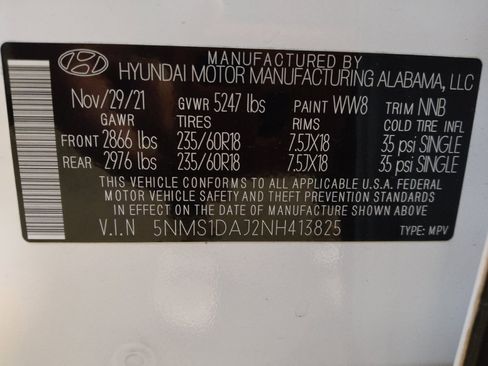 MANUFACTURED BY
HYUNDAI MOTOR MANUFACTURING ALABAMA, LLC
Nov/29/21 GVWR 5247 lbs PAINT WW8 TRIM NNB
GAWR TIRES RIMS COLD TIRE INFL
FRONT 2866 lbs 235/60R18 7.5JX18 35 psi SINGLE
REAR 2976 lbs 235/60R18 7.5JX18 35 psi SINGLE
THIS VEHICLE CONFORMS TO ALL APPLICABLE U.S.A. FEDERAL
MOTOR VEHICLE SAFETY AND THEFT PREVENTION STANDARDS
IN EFFECT ON THE DATE OF MANUFACTURE SHOWN ABOVE.
V.I.N 5NMS1DAJ2NH413825 TYPE: MPV